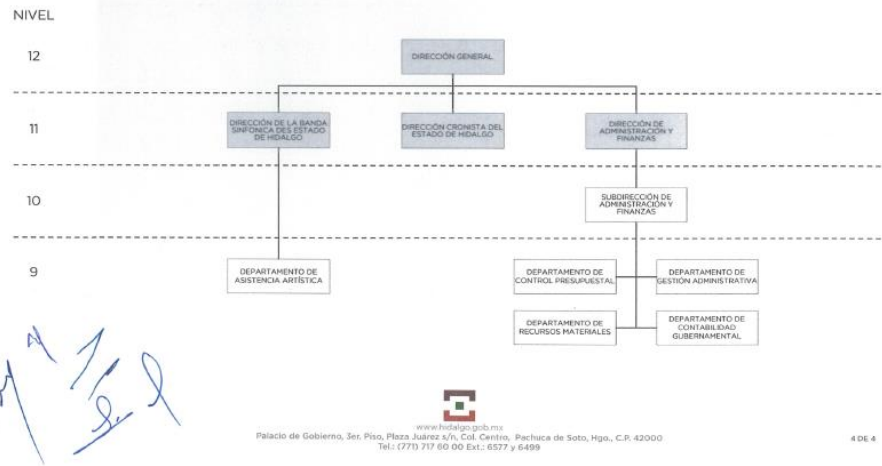 NIVEL
12
DIRECCIÓN GENERAL
11
DIRECCIÓN DE LA BANDA
SINFONICA DES ESTADO
DE HIDALGO
DIRECCIÓN CRONISTA DEL
ESTADO DE HIDALGO
DIRECCIÓN DE
ADMINISTRACIÓN Y
FINANZAS
10
SUBDIRECCIÓN DE
ADMINISTRACIÓN Y
FINANZAS
9
DEPARTAMENTO DE
ASISTENCIA ARTÍSTICA
DEPARTAMENTO DE
CONTROL PRESUPUESTAL
DEPARTAMENTO DE
GESTIÓN ADMINISTRATIVA
DEPARTAMENTO DE
RECURSOS MATERIALES
DEPARTAMENTO DE
CONTABILIDAD
GUBERNAMENTAL
www.hidalgo.gob.mx
Palacio de Gobierno, 3er. Piso, Plaza Juárez s/n, Col. Centro, Pachuca de Soto, Hgo., C.P. 42000
Tel.: (771) 717 60 00 Ext.: 6577 y 6499
4 DE 4